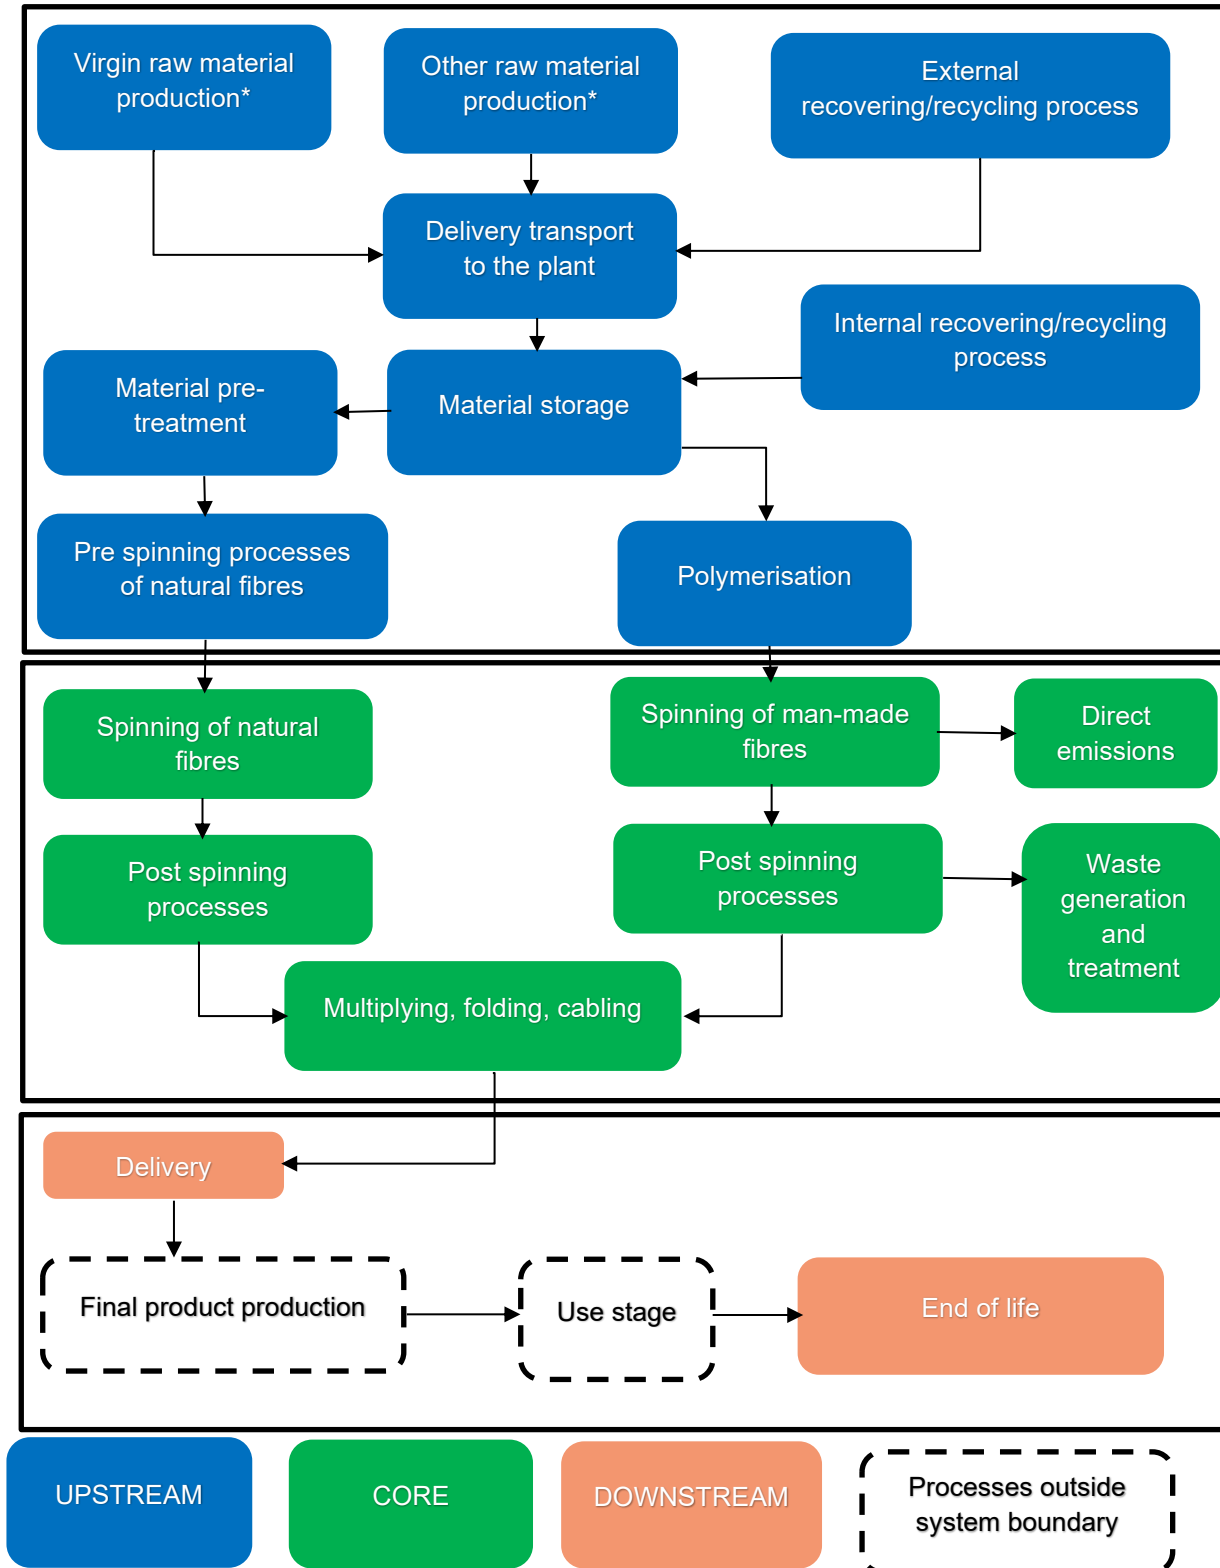 Virgin raw material
production*
Other raw material
production*
External
recovering/recycling process
Delivery transport
to the plant
Internal recovering/recycling
process
Material pre-
treatment
Material storage
Pre spinning processes
of natural fibres
Polymerisation
Spinning of natural
fibres
Spinning of man-made
fibres
Direct
emissions
Post spinning
processes
Post spinning
processes
Waste
generation
and
treatment
Multiplying, folding, cabling
Delivery
Final product production
Use stage
End of life
UPSTREAM
CORE
DOWNSTREAM
Processes outside
system boundary